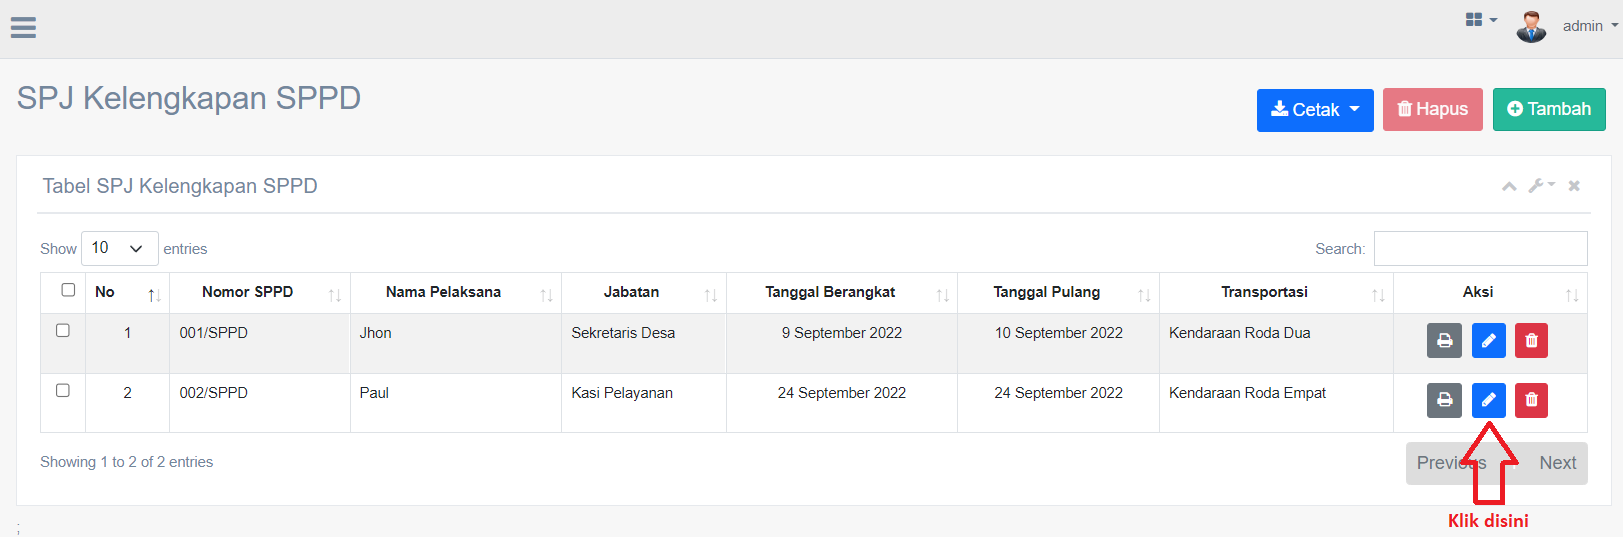 admin
SPJ Kelengkapan SPPD
Cetak Hapus Tambah
Tabel SPJ Kelengkapan SPPD
Show 10 entries Search:
No Nomor SPPD Nama Pelaksana Jabatan Tanggal Berangkat Tanggal Pulang Transportasi Aksi
1 001/SPPD Jhon Sekretaris Desa 9 September 2022 10 September 2022 Kendaraan Roda Dua
2 002/SPPD Paul Kasi Pelayanan 24 September 2022 24 September 2022 Kendaraan Roda Empat
Showing 1 to 2 of 2 entries Previous Next
Klik disini
;